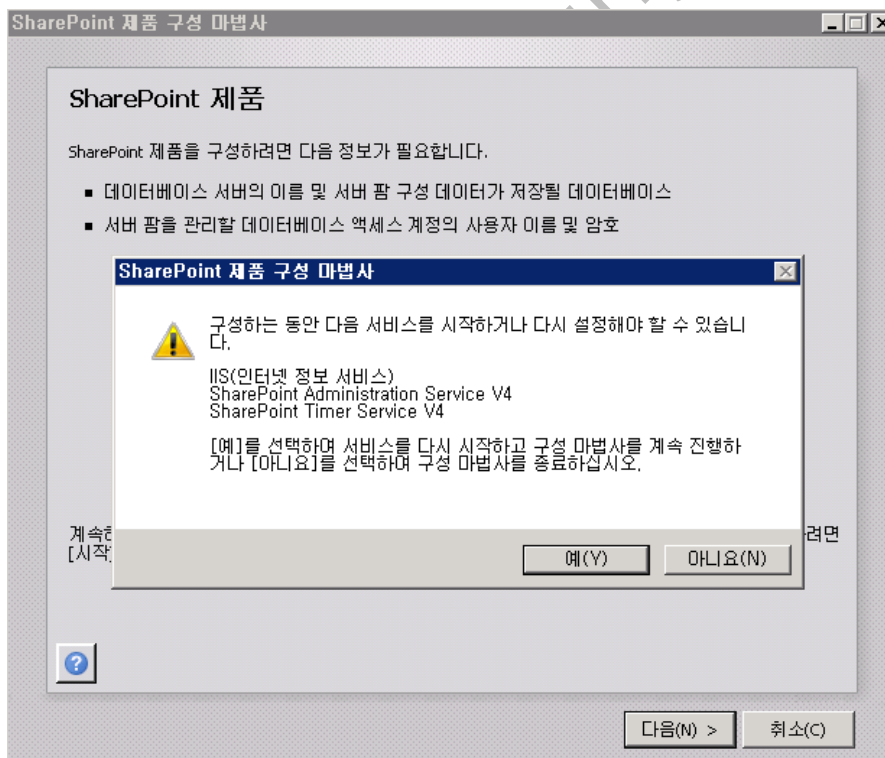 SharePoint 제품 구성 마법사
SharePoint 제품
SharePoint 제품을 구성하려면 다음 정보가 필요합니다.
▪ 데이터베이스 서버의 이름 및 서버 팜 구성 데이터가 저장될 데이터베이스
▪ 서버 팜을 관리할 데이터베이스 액세스 계정의 사용자 이름 및 암호
SharePoint 제품 구성 마법사
구성하는 동안 다음 서비스를 시작하거나 다시 설정해야 할 수 있습니
다.
IIS(인터넷 정보 서비스)
SharePoint Administration Service V4
SharePoint Timer Service V4
[예]를 선택하여 서비스를 다시 시작하고 구성 마법사를 계속 진행하
거나 [아니요]를 선택하여 구성 마법사를 종료하십시오.
예(Y) 아니요(N)
계속 려면
[시작
다음(N) > 취소(C)